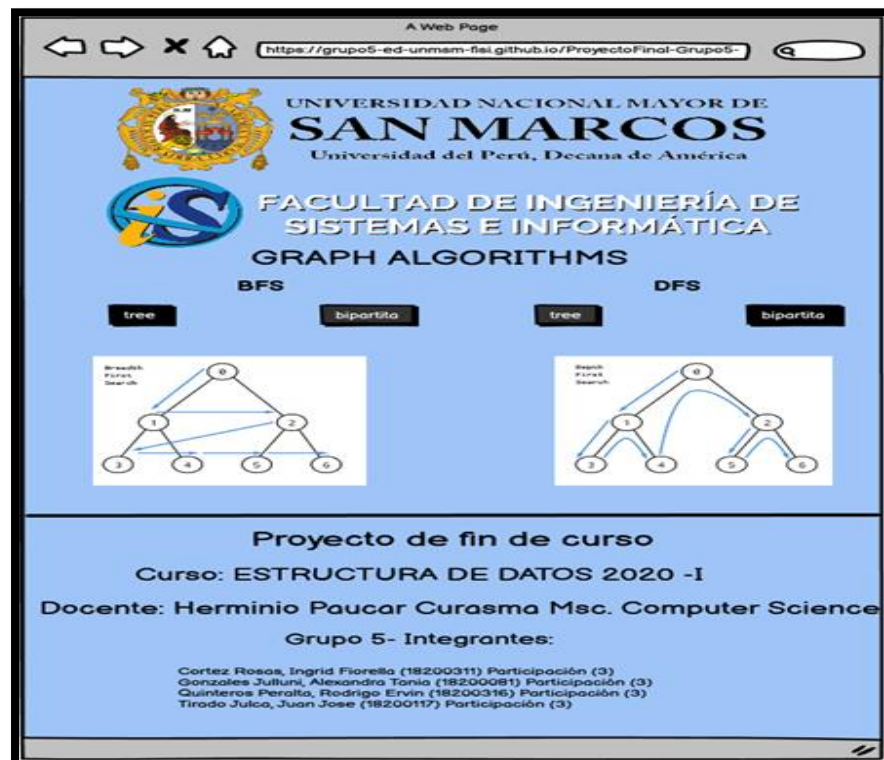 A Web Page
https://grupo5-ed-unmsm-fisi.github.io/ProyectoFinal-Grupo5-
UNIVERSIDAD NACIONAL MAYOR DE
SAN MARCOS
Universidad del Perú, Decana de América
FACULTAD DE INGENIERÍA DE
SISTEMAS E INFORMÁTICA
GRAPH ALGORITHMS
BFS DFS
tree bipartita tree bipartita
Breadth
First
Search
0
1 2
3 4 5 6
Depth
First
Search
0
1 2
3 4 5 6
Proyecto de fin de curso
Curso: ESTRUCTURA DE DATOS 2020 -I
Docente: Herminio Paucar Curasma Msc. Computer Science
Grupo 5- Integrantes:
Cortez Rosas, Ingrid Fiorella (18200311) Participación (3)
Gonzales Julluni, Alexandra Tania (18200081) Participación (3)
Quinteros Peralta, Rodrigo Ervin (18200316) Participación (3)
Tirado Julca, Juan Jose (18200117) Participación (3)